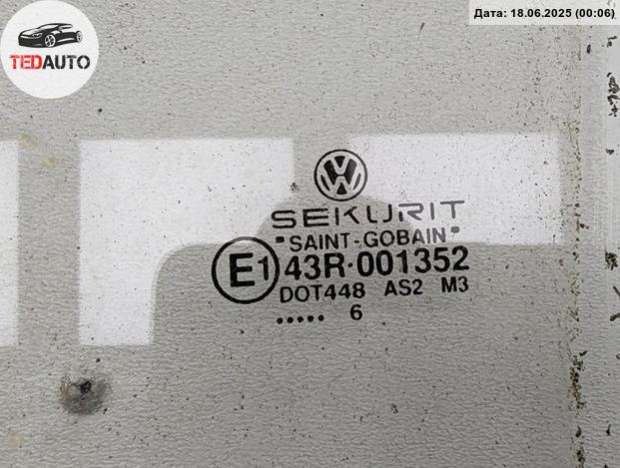 Дата: 18.06.2025 (00:06)
TEDAUTO
SEKURIT
"SAINT-GOBAIN"
E1 43R-001352
DOT448 AS2 M3
..... 6